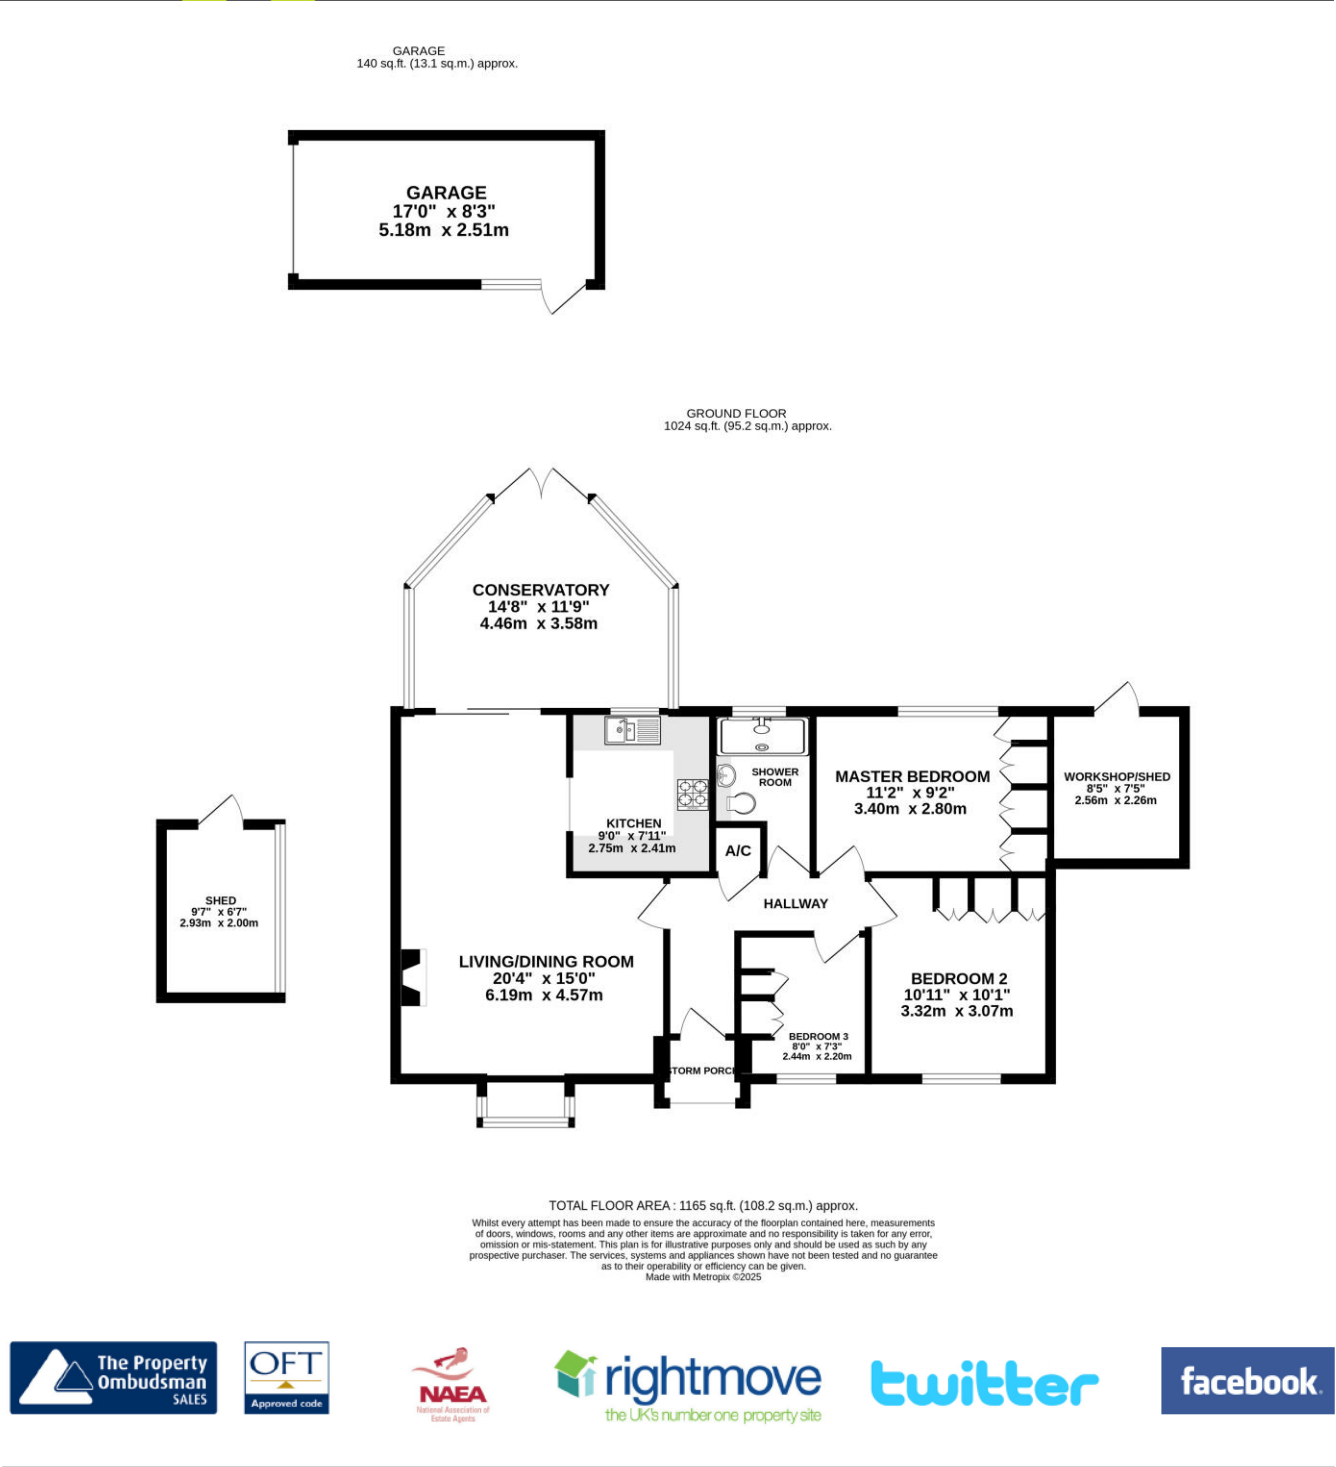 GARAGE
140 sq.ft. (13.1 sq.m.) approx.
GARAGE
17'0" x 8'3"
5.18m x 2.51m
GROUND FLOOR
1024 sq.ft. (95.2 sq.m.) approx.
CONSERVATORY
14'8" x 11'9"
4.46m x 3.58m
SHOWER
ROOM
MASTER BEDROOM
11'2" x 9'2"
3.40m x 2.80m
WORKSHOP/SHED
8'5" x 7'5"
2.56m x 2.26m
KITCHEN
9'0" x 7'11"
2.75m x 2.41m
A/C
SHED
9'7" x 6'7"
2.93m x 2.00m
HALLWAY
LIVING/DINING ROOM
20'4" x 15'0"
6.19m x 4.57m
BEDROOM 2
10'11" x 10'1"
3.32m x 3.07m
BEDROOM 3
8'0" x 7'3"
2.44m x 2.20m
STORM PORCH
TOTAL FLOOR AREA : 1165 sq.ft. (108.2 sq.m.) approx.
Whilst every attempt has been made to ensure the accuracy of the floorplan contained here, measurements
of doors, windows, rooms and any other items are approximate and no responsibility is taken for any error,
omission or mis-statement. This plan is for illustrative purposes only and should be used as such by any
prospective purchaser. The services, systems and appliances shown have not been tested and no guarantee
as to their operability or efficiency can be given.
Made with Metropix ©2025
The Property
Ombudsman
SALES
OFT
Approved code
NAEA
National Association of
Estate Agents
rightmove
the UK's number one property site
twitter
facebook.